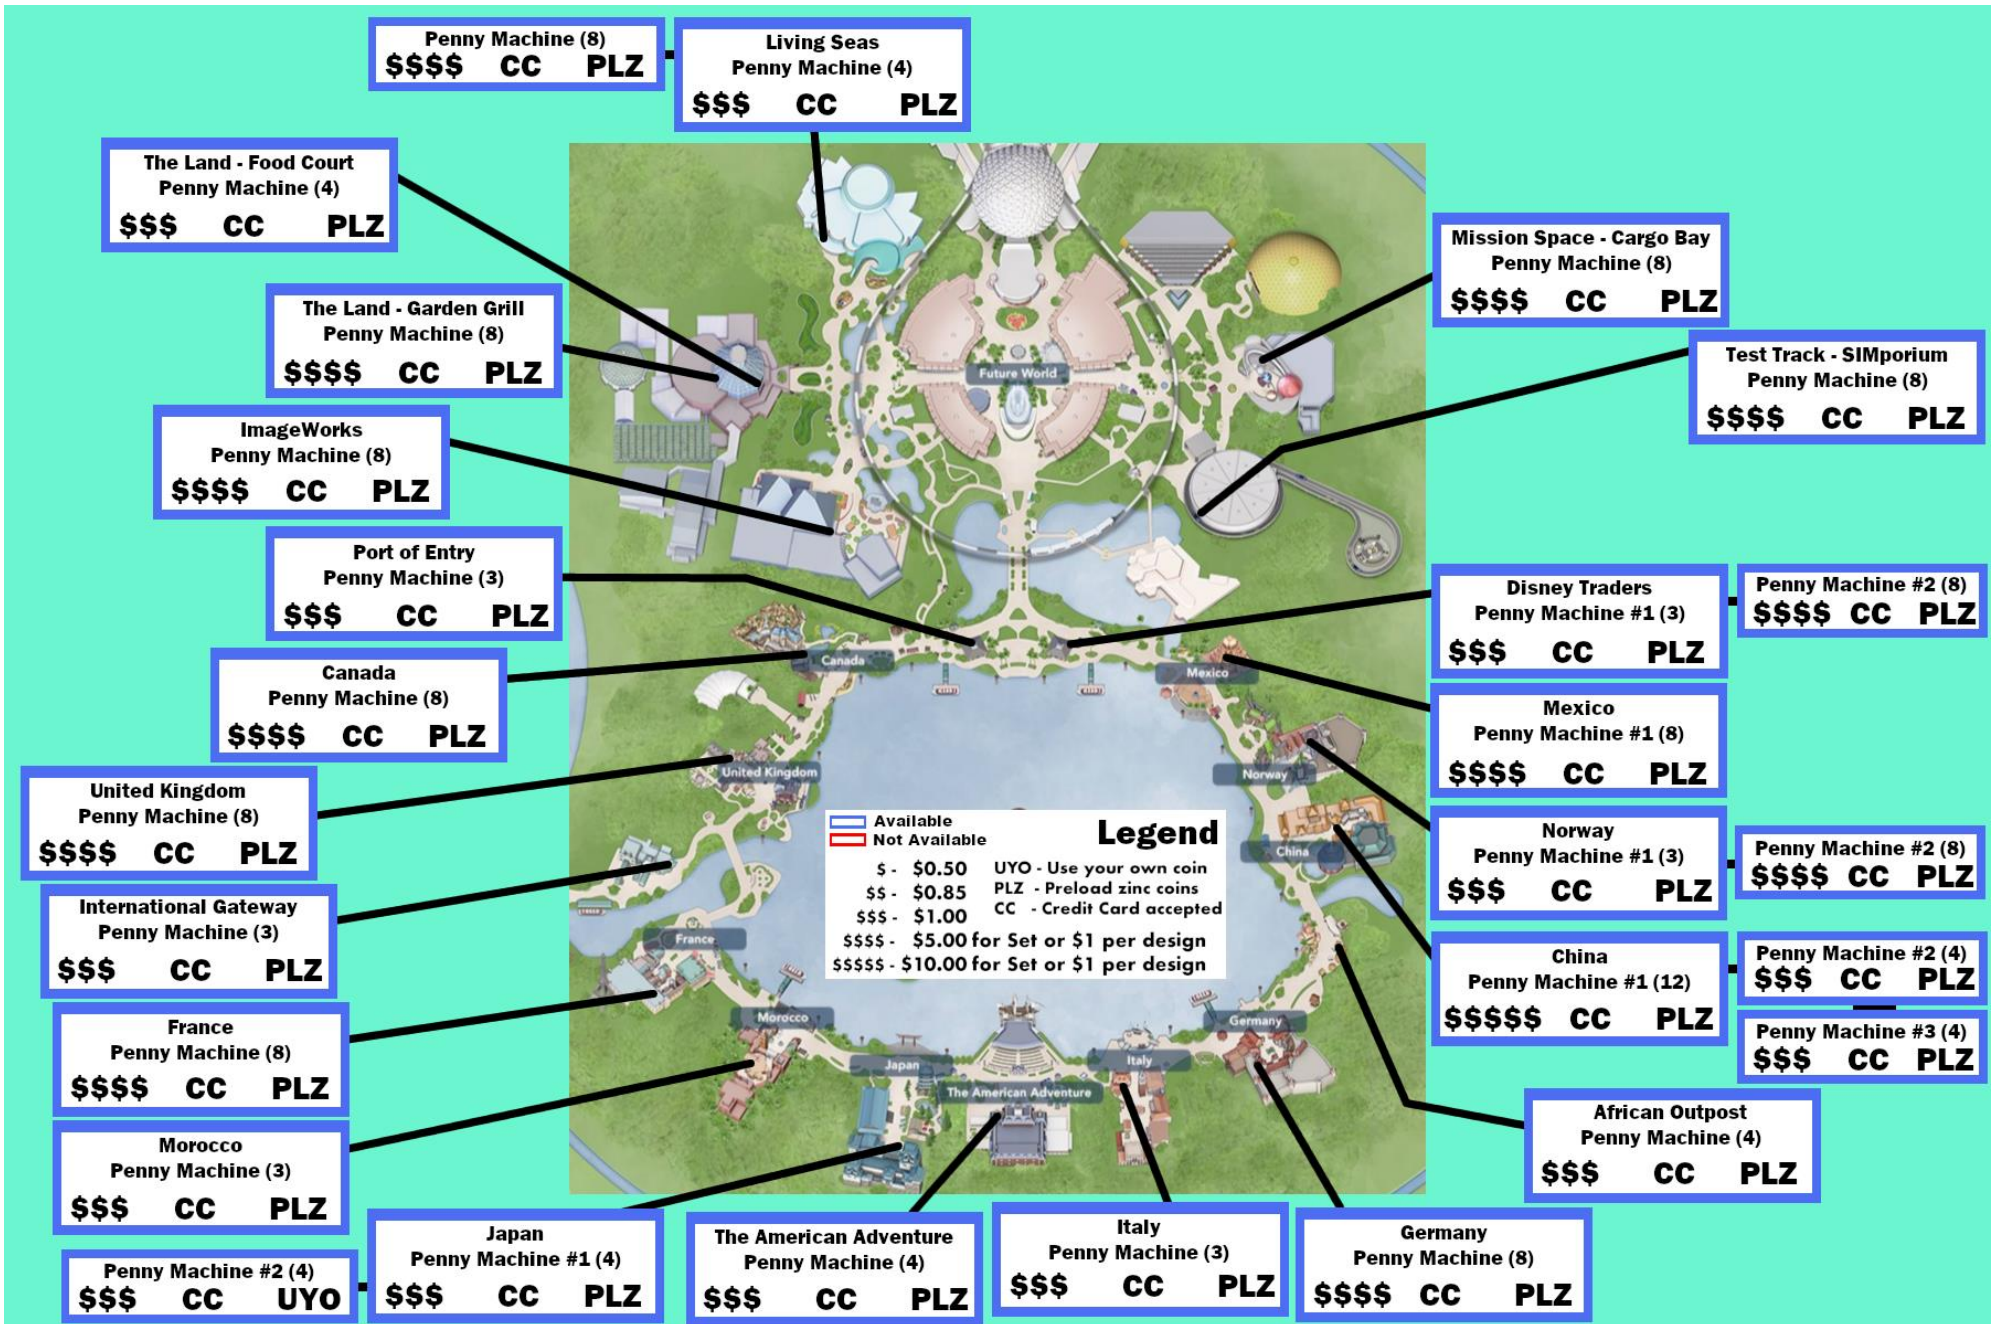 Penny Machine (8)
$$$$ CC PLZ
Living Seas
Penny Machine (4)
$$$ CC PLZ
The Land - Food Court
Penny Machine (4)
$$$ CC PLZ
The Land - Garden Grill
Penny Machine (8)
$$$$ CC PLZ
ImageWorks
Penny Machine (8)
$$$$ CC PLZ
Port of Entry
Penny Machine (3)
$$$ CC PLZ
Canada
Penny Machine (8)
$$$$ CC PLZ
United Kingdom
Penny Machine (8)
$$$$ CC PLZ
International Gateway
Penny Machine (3)
$$$ CC PLZ
France
Penny Machine (8)
$$$$ CC PLZ
Morocco
Penny Machine (3)
$$$ CC PLZ
Penny Machine #2 (4)
$$$ CC UYO
Japan
Penny Machine #1 (4)
$$$ CC PLZ
The American Adventure
Penny Machine (4)
$$$ CC PLZ
Italy
Penny Machine (3)
$$$ CC PLZ
Germany
Penny Machine (8)
$$$$ CC PLZ
Mission Space - Cargo Bay
Penny Machine (8)
$$$$ CC PLZ
Test Track - SIMporium
Penny Machine (8)
$$$$ CC PLZ
Disney Traders
Penny Machine #1 (3)
$$$ CC PLZ
Penny Machine #2 (8)
$$$$ CC PLZ
Mexico
Penny Machine #1 (8)
$$$$ CC PLZ
Norway
Penny Machine #1 (3)
$$$ CC PLZ
Penny Machine #2 (8)
$$$$ CC PLZ
China
Penny Machine #1 (12)
$$$$$ CC PLZ
Penny Machine #2 (4)
$$$ CC PLZ
Penny Machine #3 (4)
$$$ CC PLZ
African Outpost
Penny Machine (4)
$$$ CC PLZ
Future World
Canada
Mexico
United Kingdom
Norway
China
France
Morocco
Germany
Japan
Italy
The American Adventure
Legend
Available
Not Available
$ - $0.50
$$ - $0.85
$$$ - $1.00
UYO - Use your own coin
PLZ - Preload zinc coins
CC - Credit Card accepted
$$$$ - $5.00 for Set or $1 per design
$$$$$ - $10.00 for Set or $1 per design